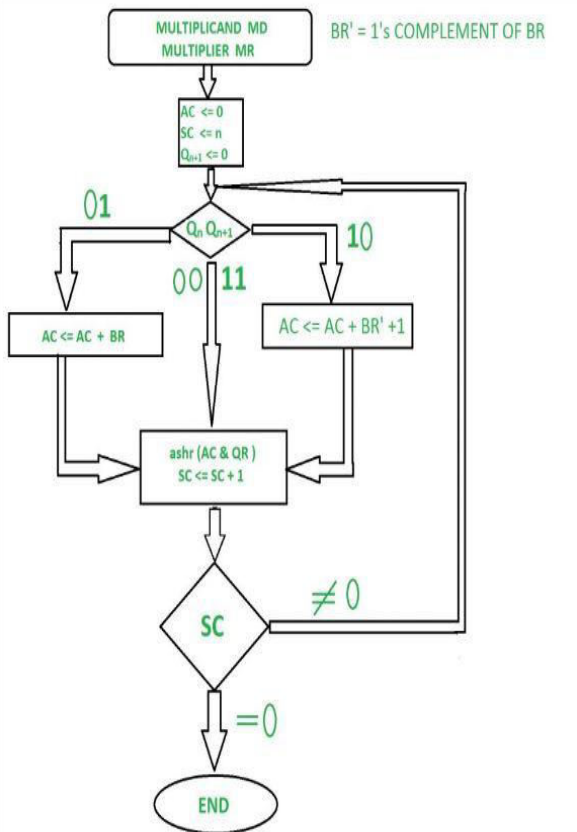 MULTIPLICAND MD
MULTIPLIER MR
BR' = 1's COMPLEMENT OF BR
AC <= 0
SC <= n
Qn+1 <= 0
01
Qn Qn+1
10
00
11
AC <= AC + BR
AC <= AC + BR' +1
ashr (AC & QR )
SC <= SC + 1
≠ 0
SC
=0
END